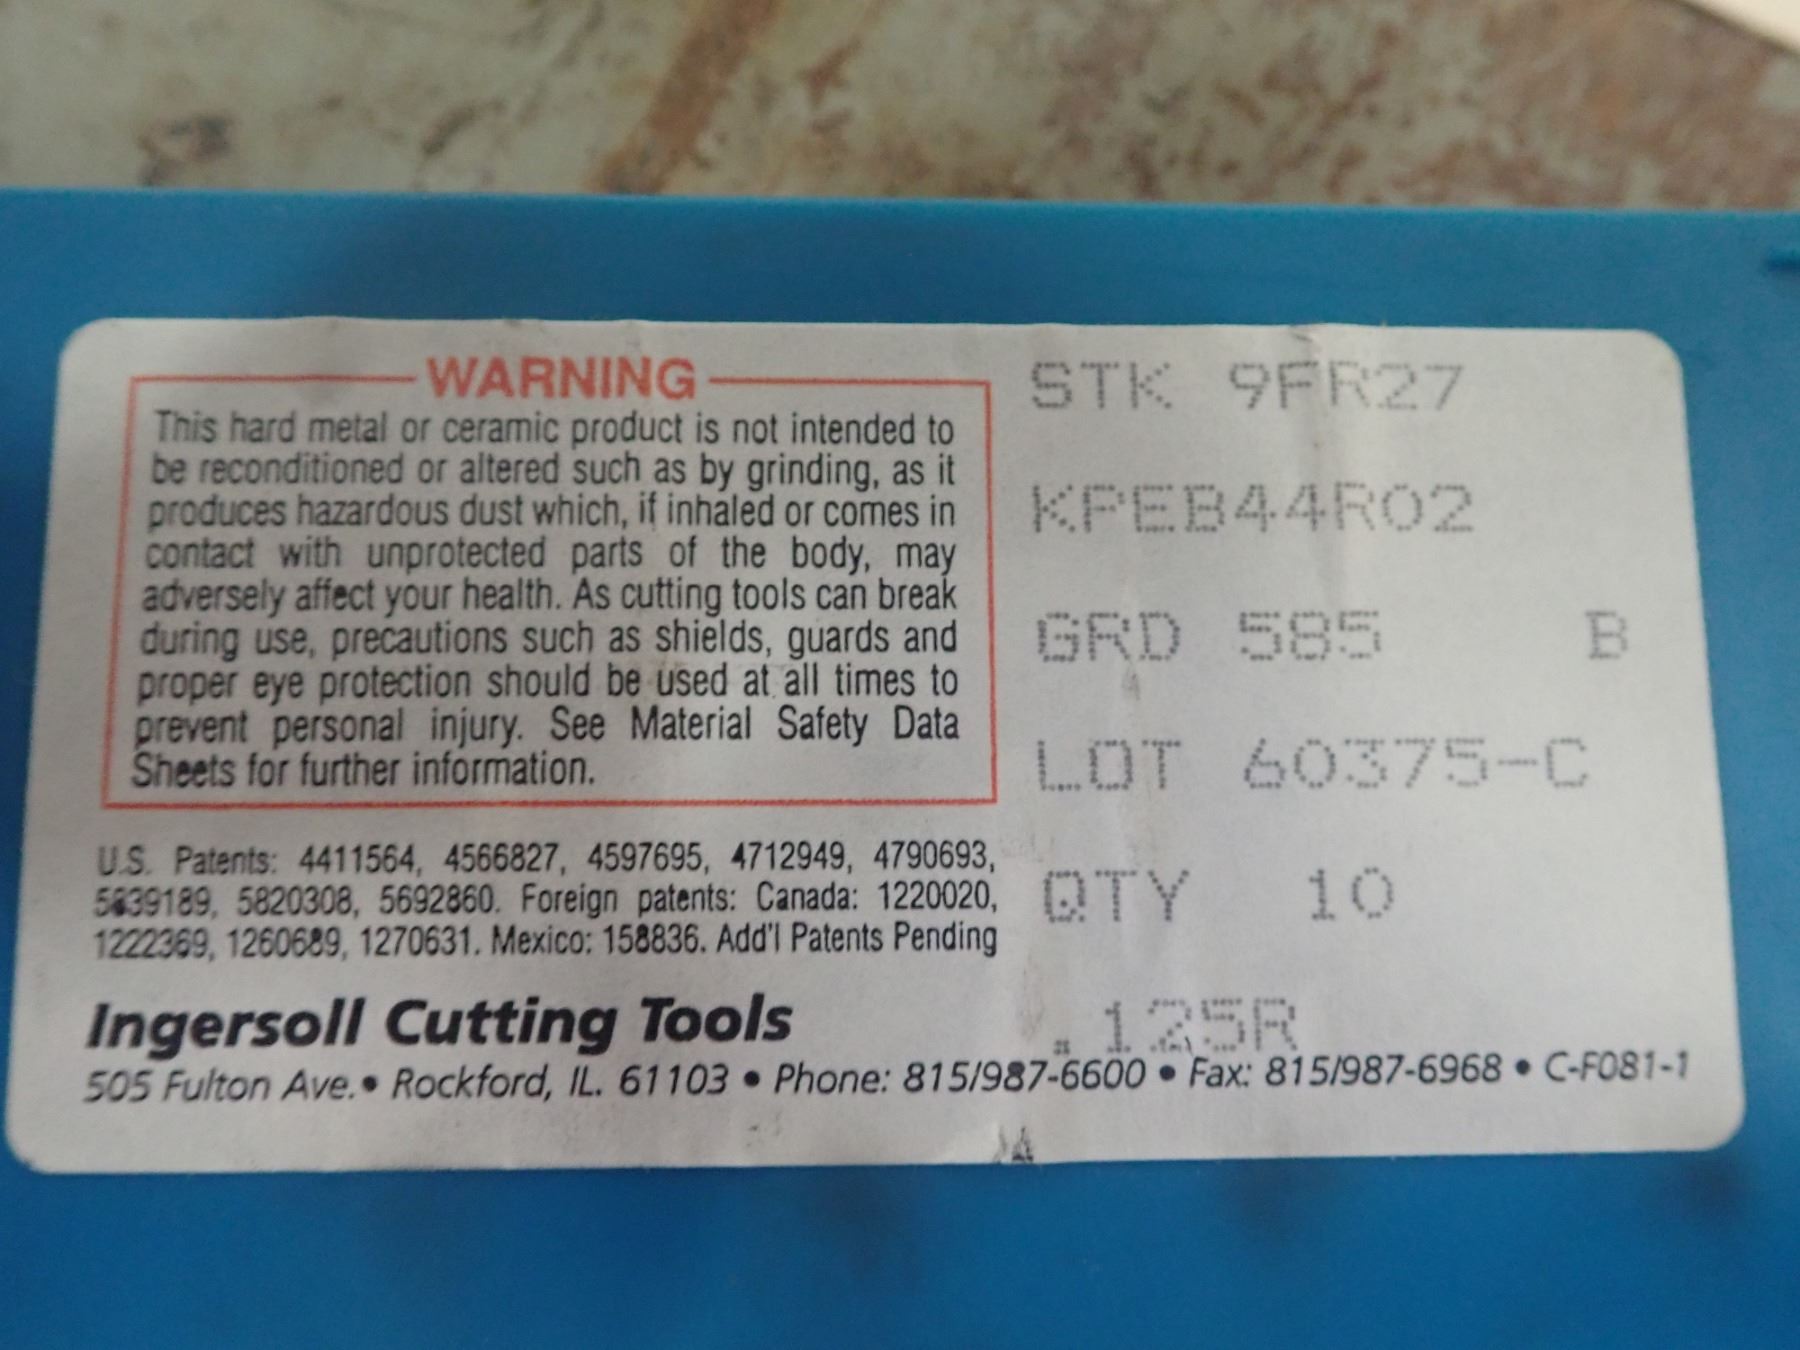 WARNING
This hard metal or ceramic product is not intended to
be reconditioned or altered such as by grinding, as it
produces hazardous dust which, if inhaled or comes in
contact with unprotected parts of the body, may
adversely affect your health. As cutting tools can break
during use, precautions such as shields, guards and
proper eye protection should be used at all times to
prevent personal injury. See Material Safety Data
Sheets for further information.
U.S. Patents: 4411564, 4566827, 4597695, 4712949, 4790693,
5820308, 5692860. Foreign patents: Canada: 1220020,
1222369, 1260689, 1270631. Mexico: 158836. Add'l Patents Pending
Ingersoll Cutting Tools
505 Fulton Ave. • Rockford, IL. 61103 • Phone: 815/987-6600 • Fax: 815/987-6968 • C-F081-1
STK 9FR27
KPEB44R02
GRD 585 B
LOT 60375-C
QTY 10
.125R